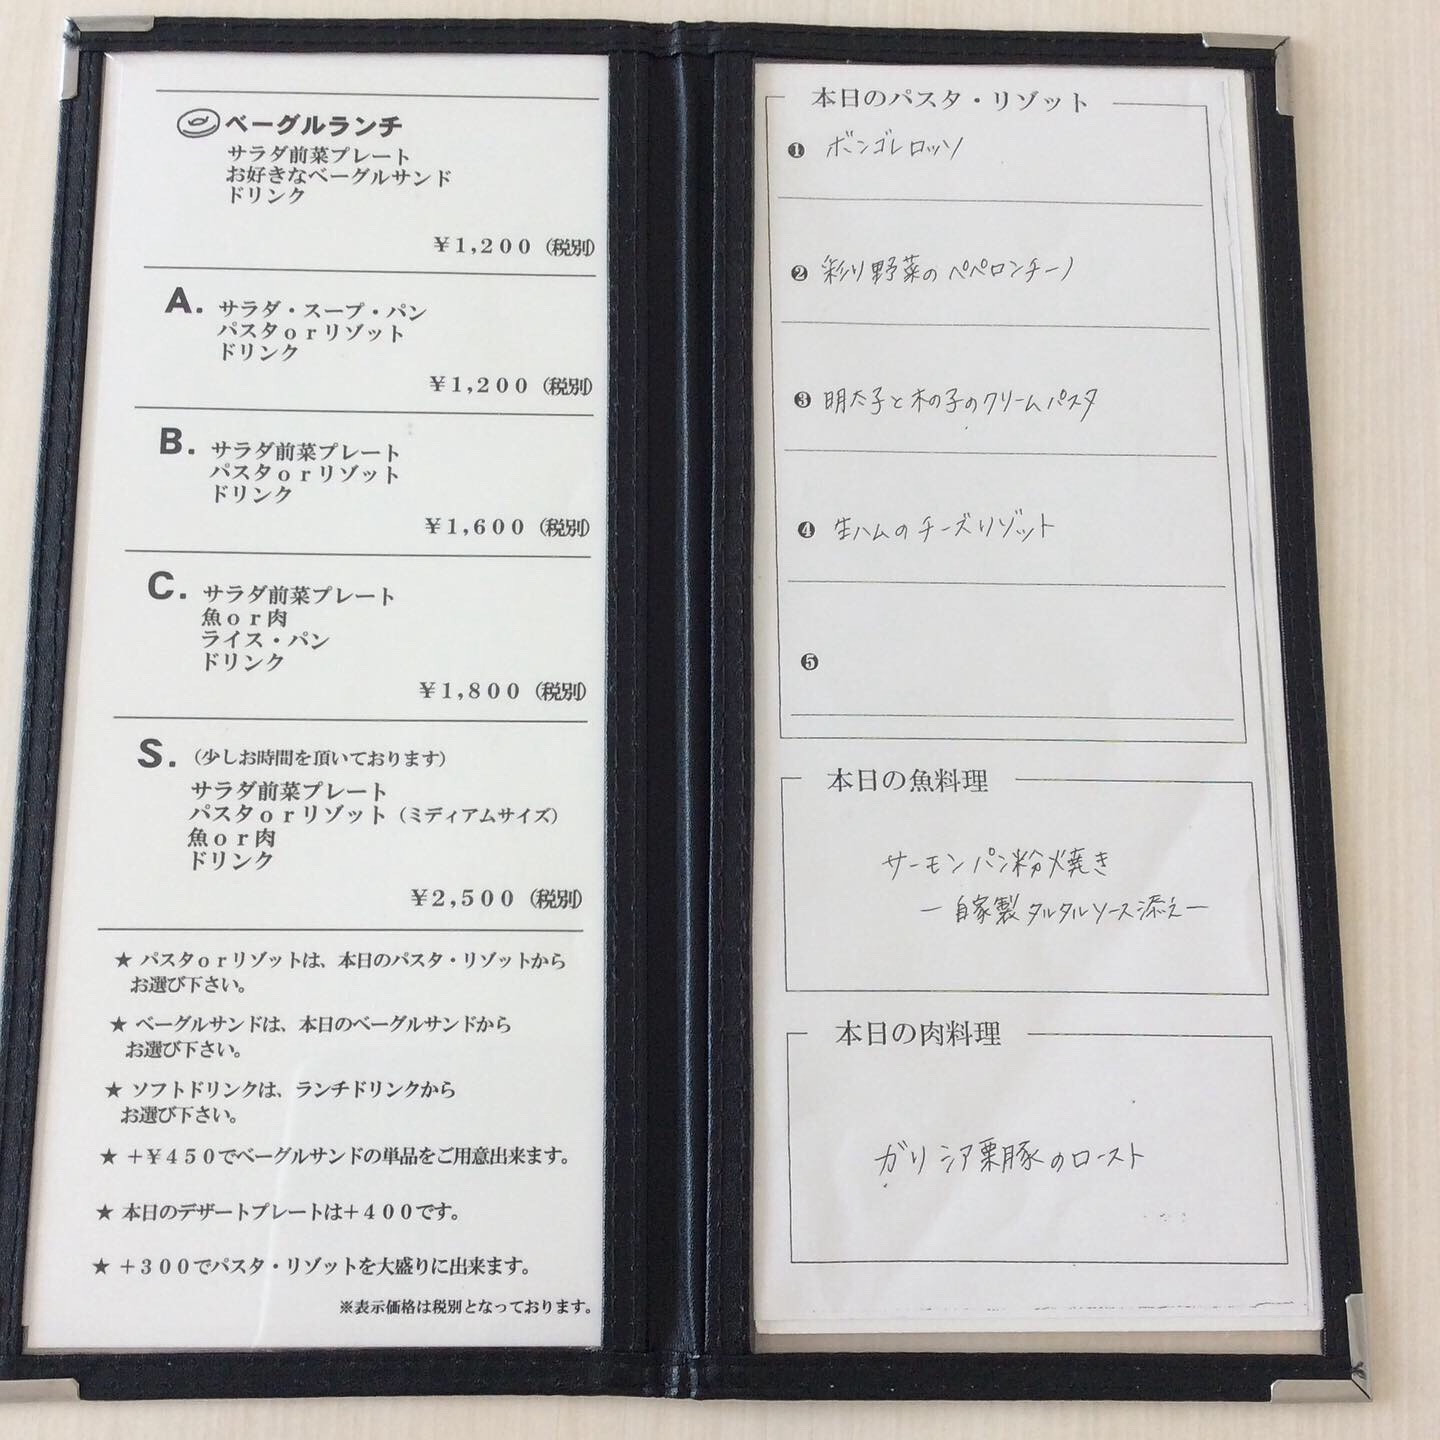 ベーグルランチ
サラダ前菜プレート
お好きなベーグルサンド
ドリンク
¥1,200（税別）
A. サラダ・スープ・パン
パスタorリゾット
ドリンク
¥1,200（税別）
B. サラダ前菜プレート
パスタorリゾット
ドリンク
¥1,600（税別）
C. サラダ前菜プレート
魚or肉
ライス・パン
ドリンク
¥1,800（税別）
S. （少しお時間を頂いております）
サラダ前菜プレート
パスタorリゾット（ミディアムサイズ）
魚or肉
ドリンク
¥2,500（税別）
★ パスタorリゾットは、本日のパスタ・リゾットから
お選び下さい。
★ ベーグルサンドは、本日のベーグルサンドから
お選び下さい。
★ ソフトドリンクは、ランチドリンクから
お選び下さい。
★ +¥450でベーグルサンドの単品をご用意出来ます。
★ 本日のデザートプレートは+400です。
★ +300でパスタ・リゾットを大盛りに出来ます。
※表示価格は税別となっております。
本日のパスタ・リゾット
❶ ボンゴレロッソ
❷ 彩り野菜のペペロンチーノ
❸ 明太子と木の子のクリームパスタ
❹ 生ハムのチーズリゾット
❺
本日の魚料理
サーモンパン粉焼き
ー自家製タルタルソース添えー
本日の肉料理
ガリシア栗豚のロースト